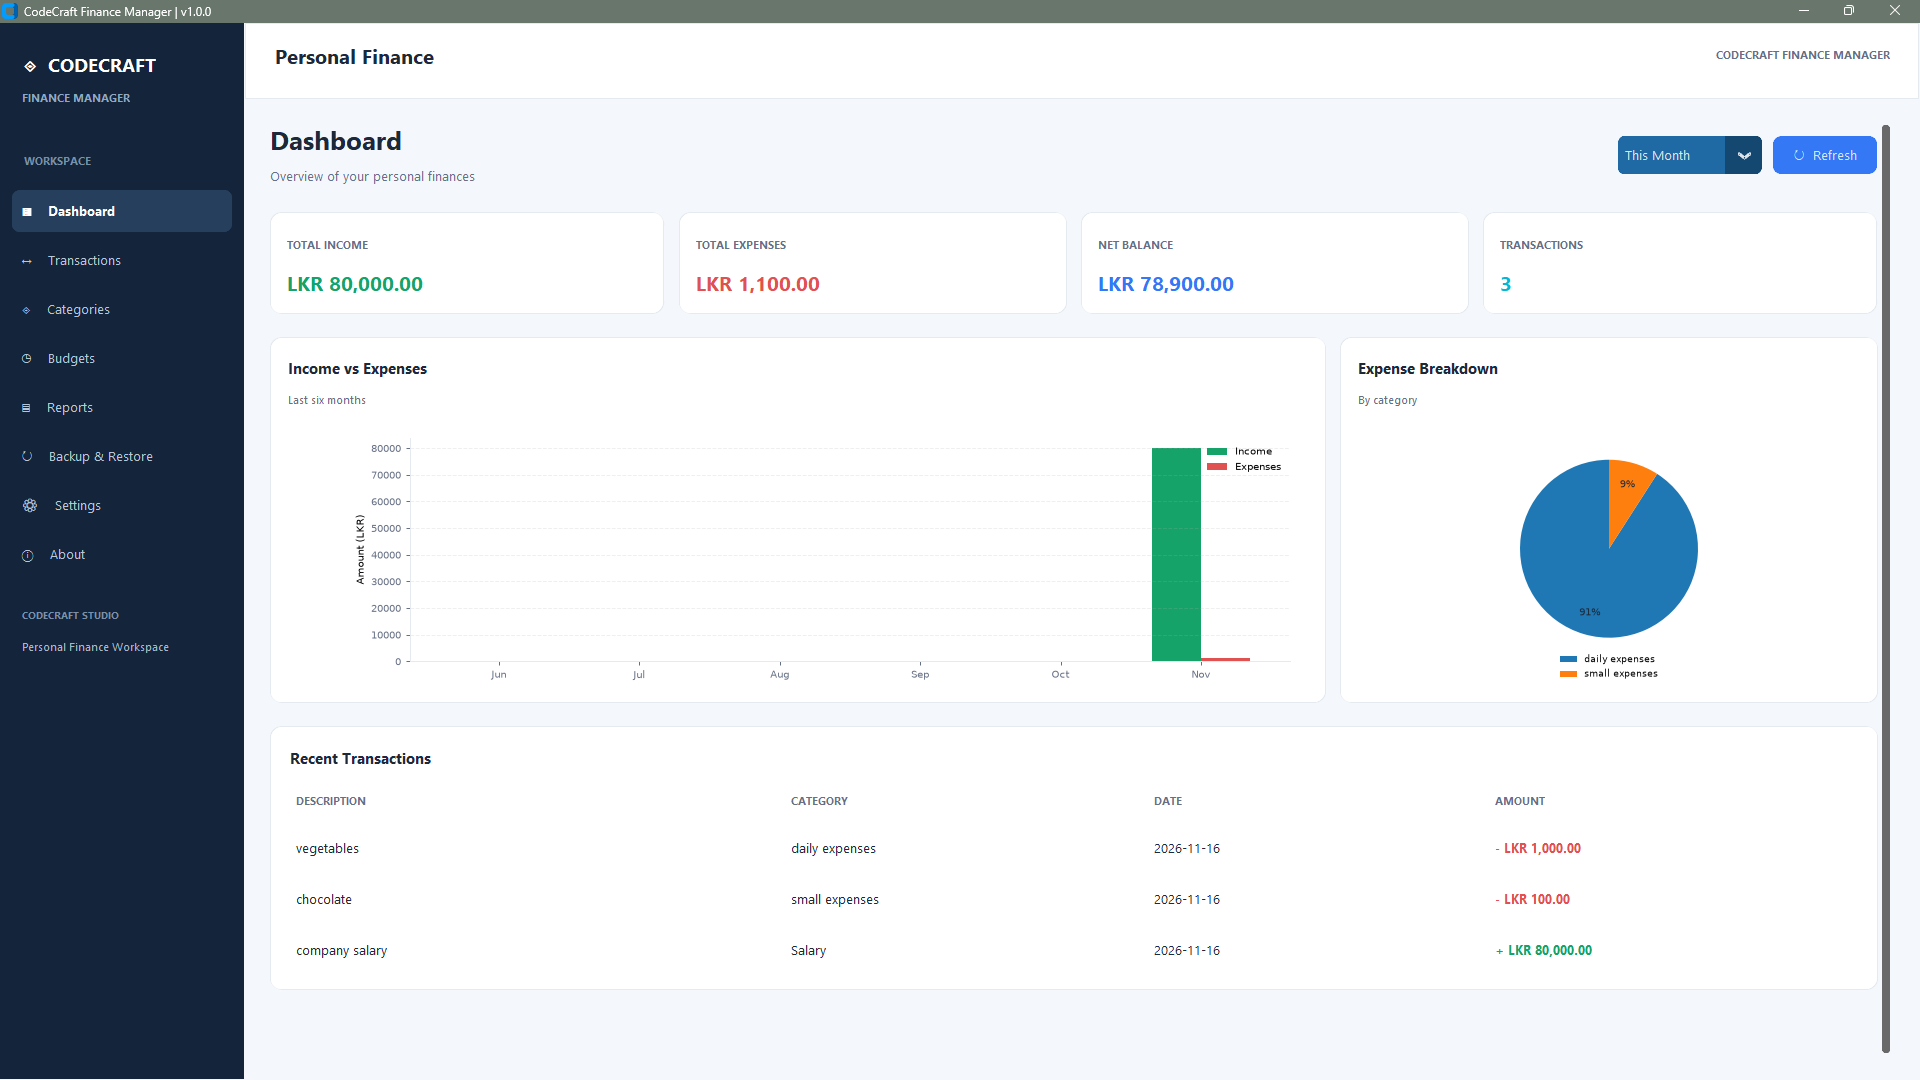 CodeCraft Finance Manager | v1.0.0
CODECRAFT
FINANCE MANAGER
WORKSPACE
Dashboard
Transactions
Categories
Budgets
Reports
Backup & Restore
Settings
About
CODECRAFT STUDIO
Personal Finance Workspace
Personal Finance
CODECRAFT FINANCE MANAGER
Dashboard
Overview of your personal finances
This Month
Refresh
TOTAL INCOME
LKR 80,000.00
TOTAL EXPENSES
LKR 1,100.00
NET BALANCE
LKR 78,900.00
TRANSACTIONS
3
Income vs Expenses
Last six months
Amount (LKR)
80000
70000
60000
50000
40000
30000
20000
10000
0
Jun Jul Aug Sep Oct Nov
Income
Expenses
Expense Breakdown
By category
9%
91%
daily expenses
small expenses
Recent Transactions
DESCRIPTION CATEGORY DATE AMOUNT
vegetables daily expenses 2026-11-16 - LKR 1,000.00
chocolate small expenses 2026-11-16 - LKR 100.00
company salary Salary 2026-11-16 + LKR 80,000.00